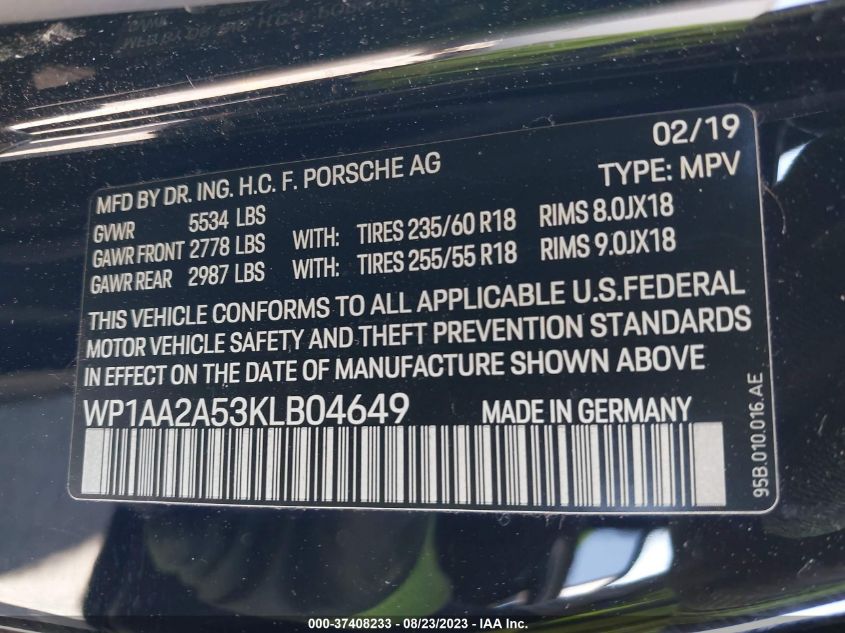 02/19
MFD BY DR. ING. H.C. F. PORSCHE AG
TYPE: MPV
GVWR 5534 LBS
GAWR FRONT 2778 LBS WITH: TIRES 235/60 R18 RIMS 8.0JX18
GAWR REAR 2987 LBS WITH: TIRES 255/55 R18 RIMS 9.0JX18
THIS VEHICLE CONFORMS TO ALL APPLICABLE U.S.FEDERAL
MOTOR VEHICLE SAFETY AND THEFT PREVENTION STANDARDS
IN EFFECT ON THE DATE OF MANUFACTURE SHOWN ABOVE
WP1AA2A53KLB04649 MADE IN GERMANY
95B.010.016.AE
000-37408233 - 08/23/2023 - IAA Inc.